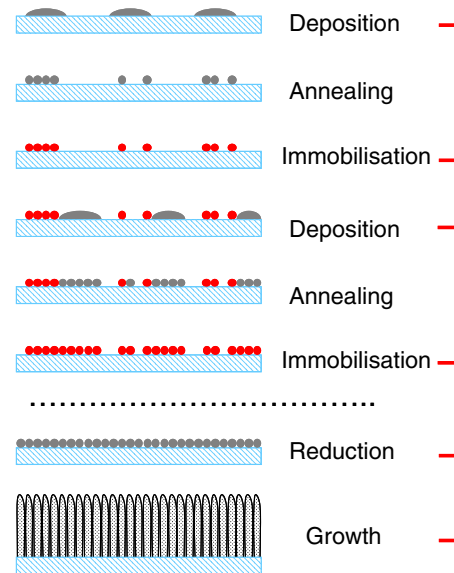 Deposition
Annealing
Immobilisation
Deposition
Annealing
Immobilisation
Reduction
Growth